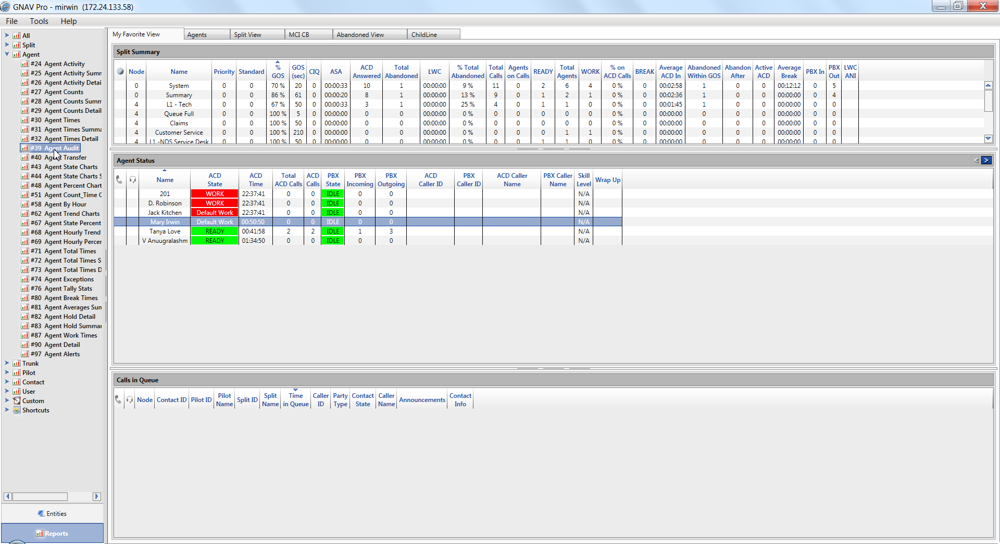 GNAV Pro - mirwin  (172.24.133.58)
File Tools Help
All
Split
Agent
#24 Agent Activity
#25 Agent Activity Sumn
#26 Agent Activity Detai
#27 Agent Counts
#28 Agent Counts Summ
#29 Agent Counts Detail
#30 Agent Times
#31 Agent Times Summa
#32 Agent Times Detail
#39 Agent Audit
#40 Agent Transfer
#43 Agent State Charts
#44 Agent State Charts S
#48 Agent Percent Chart
#51 Agent Count_Time C
#58 Agent By Hour
#62 Agent Trend Charts
#67 Agent State Percent
#68 Agent Hourly Trend
#69 Agent Hourly Percer
#71 Agent Total Times
#72 Agent Total Times S
#73 Agent Total Times D
#74 Agent Exceptions
#76 Agent Tally Stats
#80 Agent Break Times
#81 Agent Averages Sun
#82 Agent Hold Detail
#83 Agent Hold Summar
#87 Agent Work Times
#90 Agent Detail
#97 Agent Alerts
Trunk
Pilot
Contact
User
Custom
Shortcuts
Entities
Reports
My Favorite View Agents Split View MCI CB Abandoned View ChildLine
Split Summary
Node Name Priority Standard % GOS GOS (sec) CIQ ASA ACD Answered Total Abandoned LWC % Total Abandoned Total Calls Agents on Calls READY Total Agents WORK % on ACD Calls BREAK Average ACD In Abandoned Within GOS Abandon After Active ACD Average Break PBX In PBX Out LWC ANI
0 System 0 0 70 % 20 0 00:00:33 10 1 00:00:00 9 % 11 0 2 6 4 0 % 0 00:02:58 1 0 0 00:12:12 0 5
0 Summary 0 0 86 % 61 0 00:00:20 8 1 00:00:00 13 % 9 0 1 2 1 0 % 0 00:02:36 1 0 0 00:00:00 0 4
4 L1 - Tech 0 0 67 % 50 0 00:00:33 3 1 00:00:00 25 % 4 0 1 1 0 0 % 0 00:01:45 1 0 0 00:00:00 0 0
4 Queue Full 0 0 100 % 5 0 00:00:00 0 0 00:00:00 0 % 0 0 0 0 0 0 % 0 00:00:00 0 0 0 00:00:00 0 0
4 Claims 0 0 100 % 50 0 00:00:00 0 0 00:00:00 0 % 0 0 0 0 0 0 % 0 00:00:00 0 0 0 00:00:00 0 0
4 Customer Service 0 0 100 % 210 0 00:00:00 0 0 00:00:00 0 % 0 0 0 1 1 0 % 0 00:00:00 0 0 0 00:00:00 0 0
4 L1 -NDS Service Desk 0 0 100 % 50 0 00:00:00 0 0 00:00:00 0 % 0 0 1 1 0 0 % 0 00:00:00 0 0 0 00:00:00 0 0
Agent Status
< >
Name ACD State ACD Time Total ACD Calls ACD Calls PBX State PBX Incoming PBX Outgoing ACD Caller ID PBX Caller ID ACD Caller Name PBX Caller Name Skill Level Wrap Up
201 WORK 22:37:41 0 0 IDLE 0 0 N/A
D. Robinson WORK 22:37:41 0 0 IDLE 0 0 N/A
Jack Kitchen Default Work 22:37:41 0 0 IDLE 0 0 N/A
Mary Irwin Default Work 00:50:50 0 0 IDLE 0 0 N/A
Tanya Love READY 00:41:58 2 2 IDLE 1 3 N/A
V Anuugralashm READY 01:34:50 0 0 IDLE 0 0 N/A
Calls in Queue
Node Contact ID Pilot ID Pilot Name Split ID Split Name Time in Queue Caller ID Party Type Contact State Caller Name Announcements Contact Info